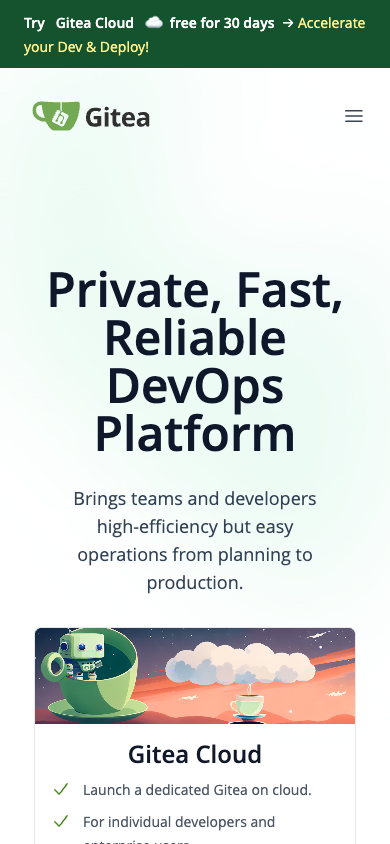 Try Gitea Cloud ☁️ free for 30 days → Accelerate
your Dev & Deploy!
Gitea
Private, Fast,
Reliable
DevOps
Platform
Brings teams and developers
high-efficiency but easy
operations from planning to
production.
Gitea Cloud
Launch a dedicated Gitea on cloud.
For individual developers and
enterprise users.